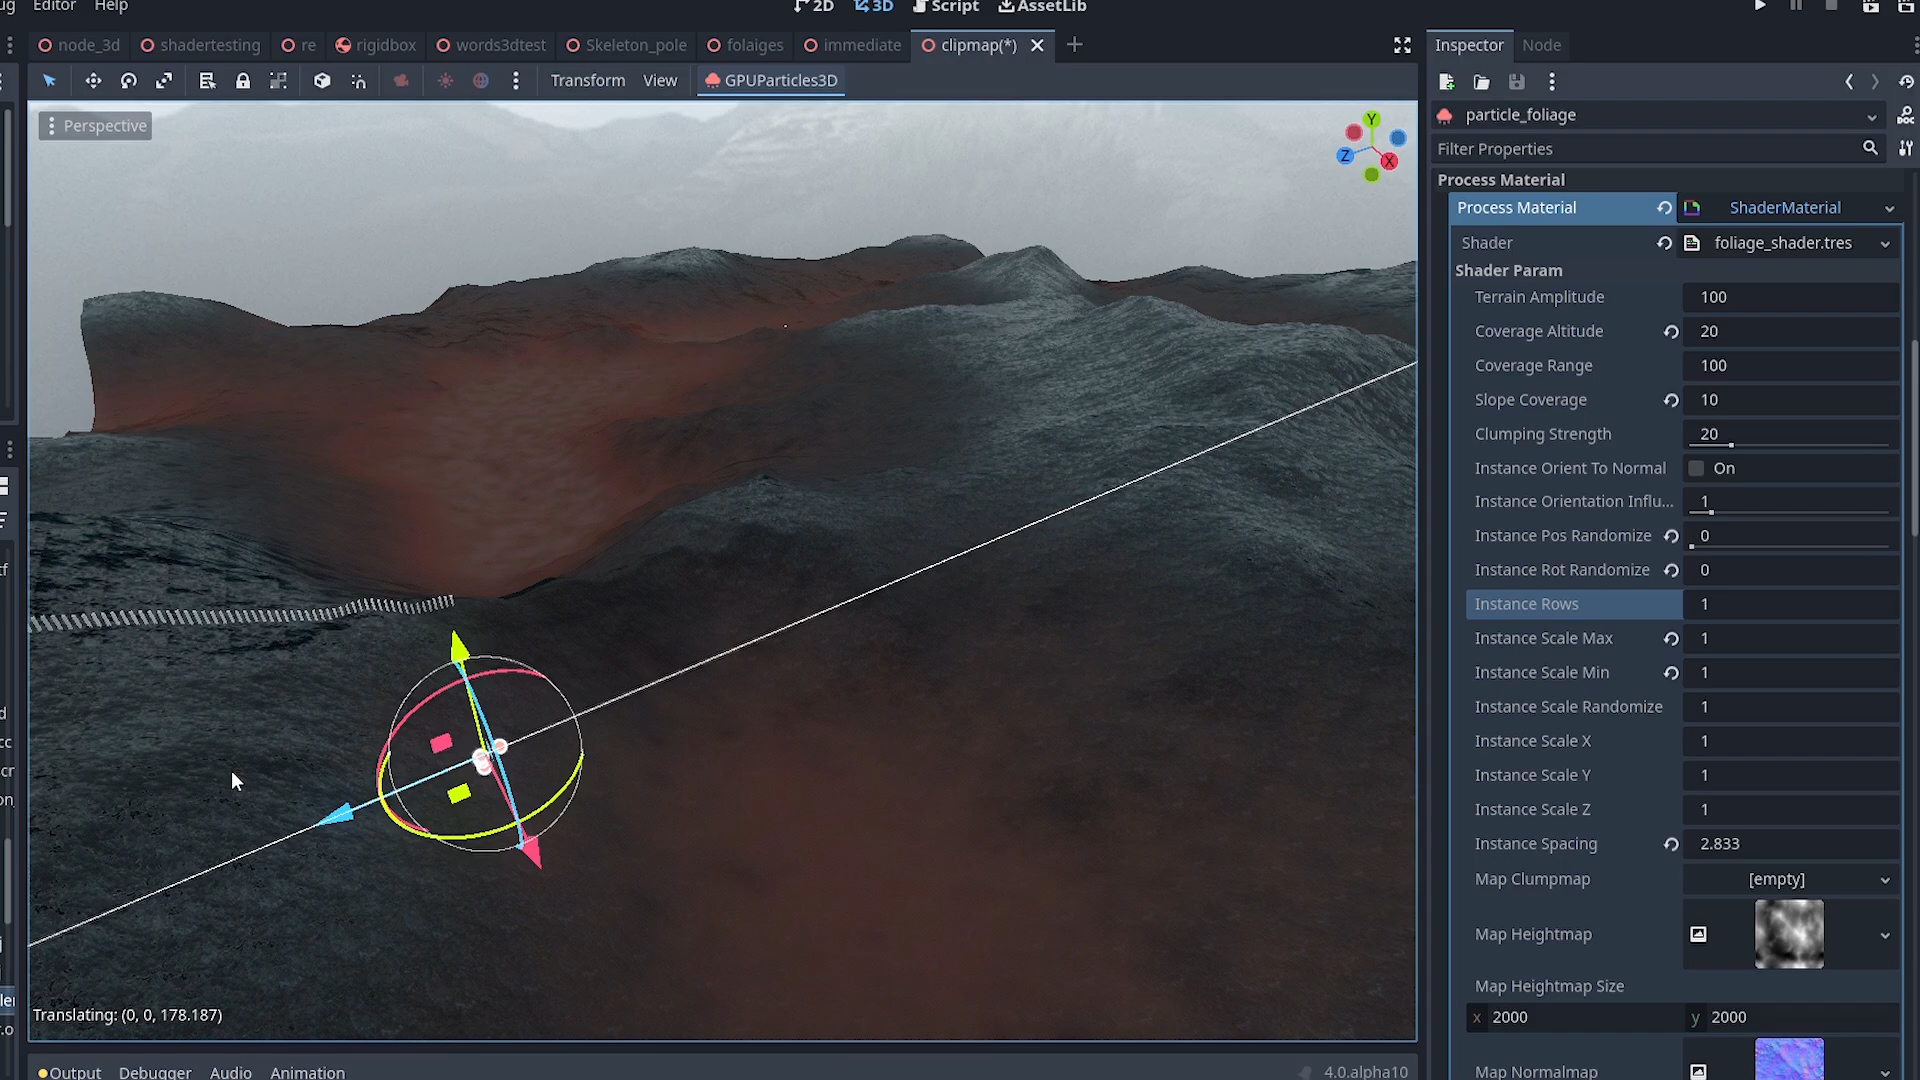 ug Editor Help
2D 3D Script AssetLib
node_3d shadertesting re rigidbox words3dtest Skeleton_pole folaiges immediate clipmap(*)
Transform View GPUParticles3D
Perspective
Y
Z
X
Translating: (0, 0, 178.187)
Output Debugger Audio Animation
4.0.alpha10
Inspector Node
particle_foliage
Filter Properties
Process Material
Process Material ShaderMaterial
Shader foliage_shader.tres
Shader Param
Terrain Amplitude 100
Coverage Altitude 20
Coverage Range 100
Slope Coverage 10
Clumping Strength 20
Instance Orient To Normal On
Instance Orientation Influ... 1
Instance Pos Randomize 0
Instance Rot Randomize 0
Instance Rows 1
Instance Scale Max 1
Instance Scale Min 1
Instance Scale Randomize 1
Instance Scale X 1
Instance Scale Y 1
Instance Scale Z 1
Instance Spacing 2.833
Map Clumpmap [empty]
Map Heightmap
Map Heightmap Size
x 2000 y 2000
Map Normalmap